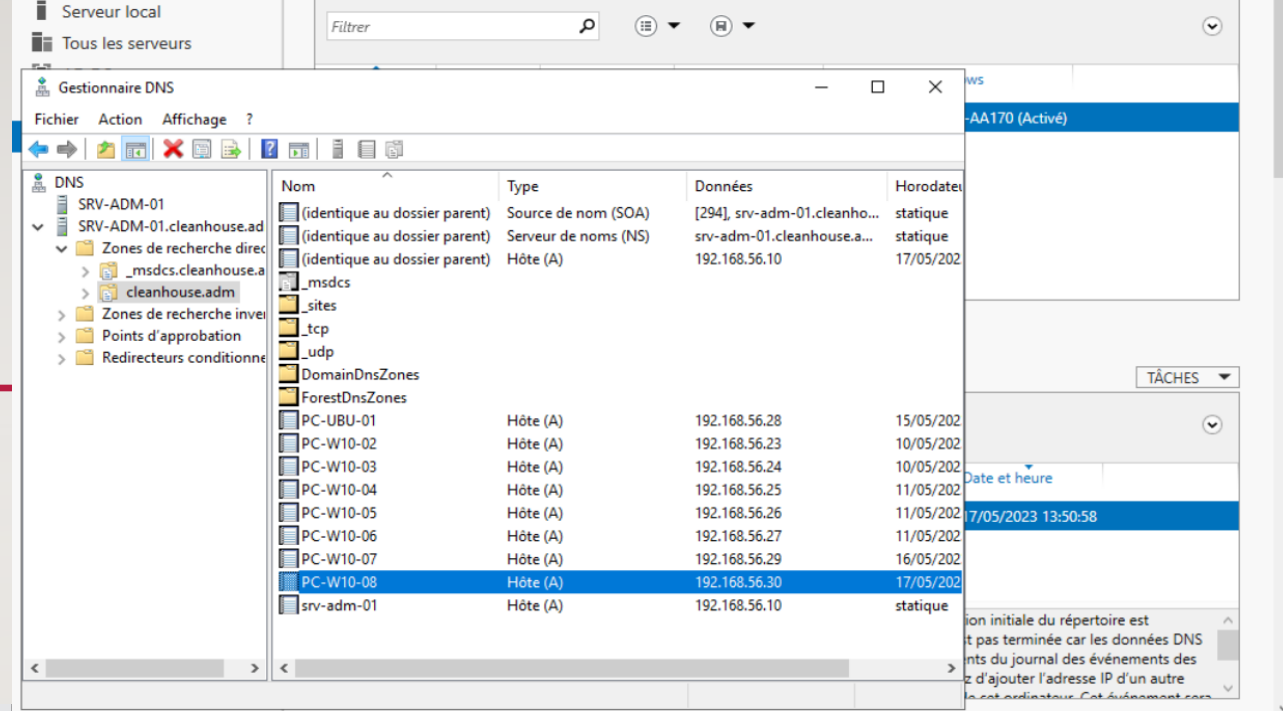 Serveur local
Tous les serveurs
Filtrer
Gestionnaire DNS
Fichier Action Affichage ?
DNS
SRV-ADM-01
SRV-ADM-01.cleanhouse.ad
Zones de recherche direc
_msdcs.cleanhouse.a
cleanhouse.adm
Zones de recherche inver
Points d'approbation
Redirecteurs conditionne
Nom Type Données Horodateu
(identique au dossier parent) Source de nom (SOA) [294], srv-adm-01.cleanho... statique
(identique au dossier parent) Serveur de noms (NS) srv-adm-01.cleanhouse.a... statique
(identique au dossier parent) Hôte (A) 192.168.56.10 17/05/202
_msdcs
_sites
_tcp
_udp
DomainDnsZones
ForestDnsZones
PC-UBU-01 Hôte (A) 192.168.56.28 15/05/202
PC-W10-02 Hôte (A) 192.168.56.23 10/05/202
PC-W10-03 Hôte (A) 192.168.56.24 10/05/202
PC-W10-04 Hôte (A) 192.168.56.25 11/05/202
PC-W10-05 Hôte (A) 192.168.56.26 11/05/202
PC-W10-06 Hôte (A) 192.168.56.27 11/05/202
PC-W10-07 Hôte (A) 192.168.56.29 16/05/202
PC-W10-08 Hôte (A) 192.168.56.30 17/05/202
srv-adm-01 Hôte (A) 192.168.56.10 statique
ows
-AA170 (Activé)
TÂCHES
Date et heure
17/05/2023 13:50:58
ion initiale du répertoire est
t pas terminée car les données DNS
ents du journal des événements des
z d'ajouter l'adresse IP d'un autre
le cet ordinateur. Cet événement sera